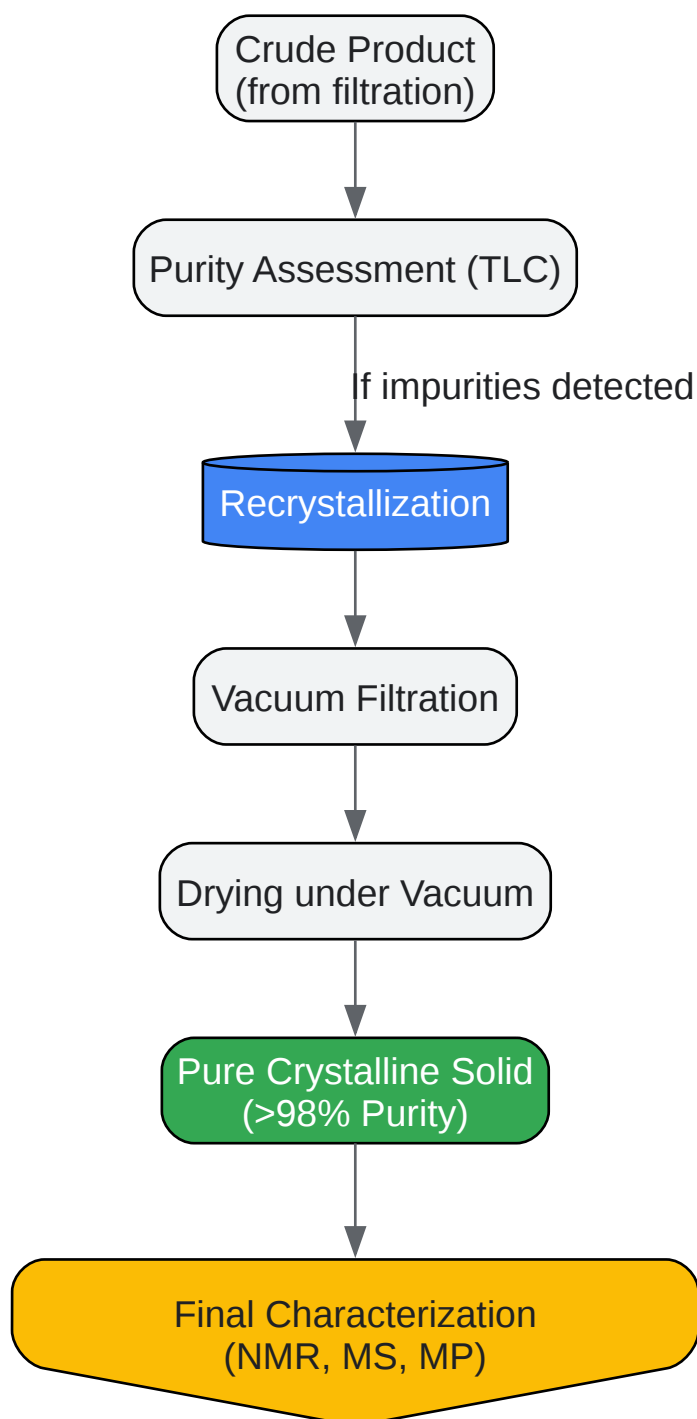 Crude Product
(from filtration)
Purity Assessment (TLC)
If impurities detected
Recrystallization
Vacuum Filtration
Drying under Vacuum
Pure Crystalline Solid
(>98% Purity)
Final Characterization
(NMR, MS, MP)